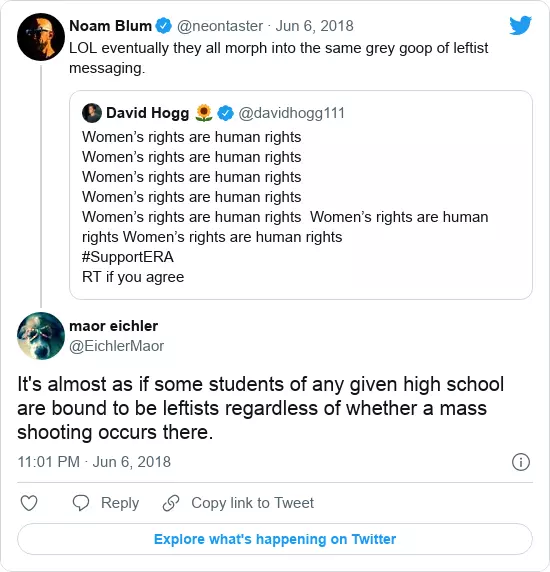 Noam Blum @neontaster · Jun 6, 2018
LOL eventually they all morph into the same grey goop of leftist
messaging.
David Hogg 🌻 @davidhogg111
Women’s rights are human rights
Women’s rights are human rights
Women’s rights are human rights
Women’s rights are human rights
Women’s rights are human rights  Women’s rights are human
rights Women’s rights are human rights
#SupportERA
RT if you agree
maor eichler
@EichlerMaor
It's almost as if some students of any given high school
are bound to be leftists regardless of whether a mass
shooting occurs there.
11:01 PM · Jun 6, 2018
Reply Copy link to Tweet
Explore what's happening on Twitter